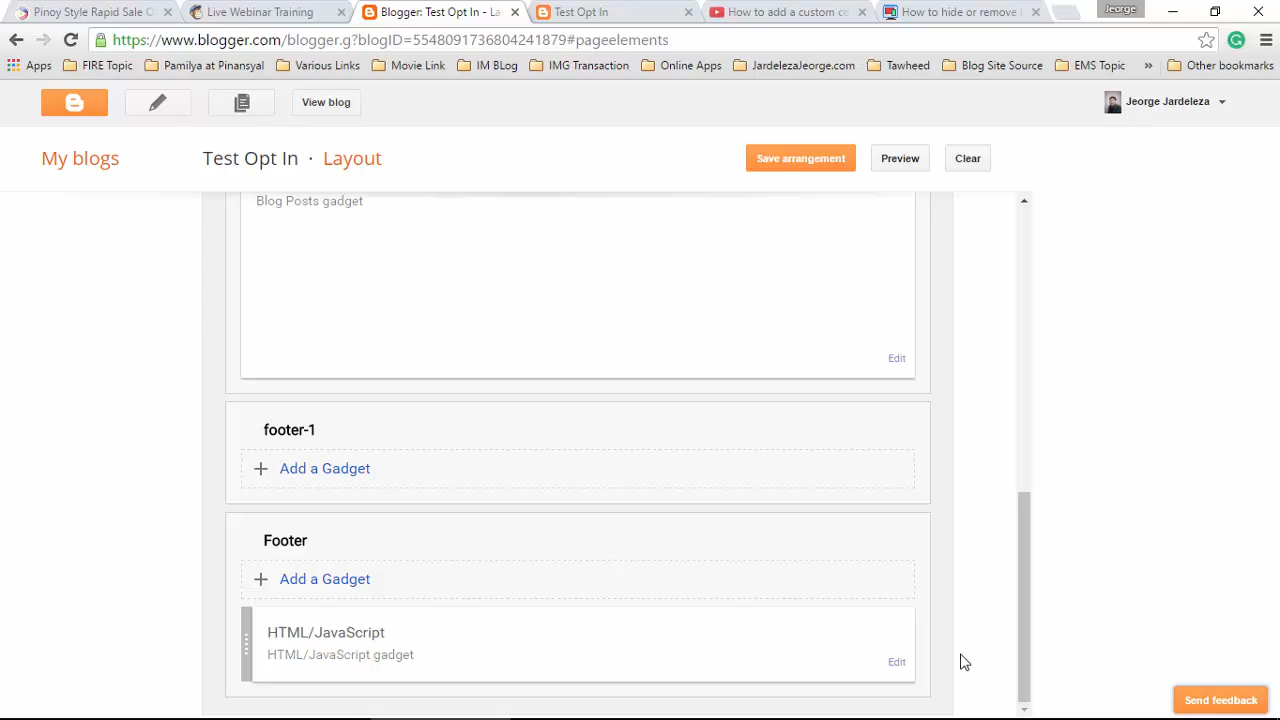 Pinoy Style Rapid Sale
Live Webinar Training
Blogger: Test Opt In - La
Test Opt In
How to add a custom co
How to hide or remove
Jeorge
https://www.blogger.com/blogger.g?blogID=5548091736804241879#pageelements
Apps FIRE Topic Pamilya at Pinansyal Various Links Movie Link IM BLog IMG Transaction Online Apps JardelezaJeorge.com Tawheed Blog Site Source EMS Topic » Other bookmarks
View blog
Jeorge Jardeleza
My blogs Test Opt In · Layout
Save arrangement Preview Clear
Blog Posts gadget
Edit
footer-1
+ Add a Gadget
Footer
+ Add a Gadget
HTML/JavaScript
HTML/JavaScript gadget
Edit
Send feedback